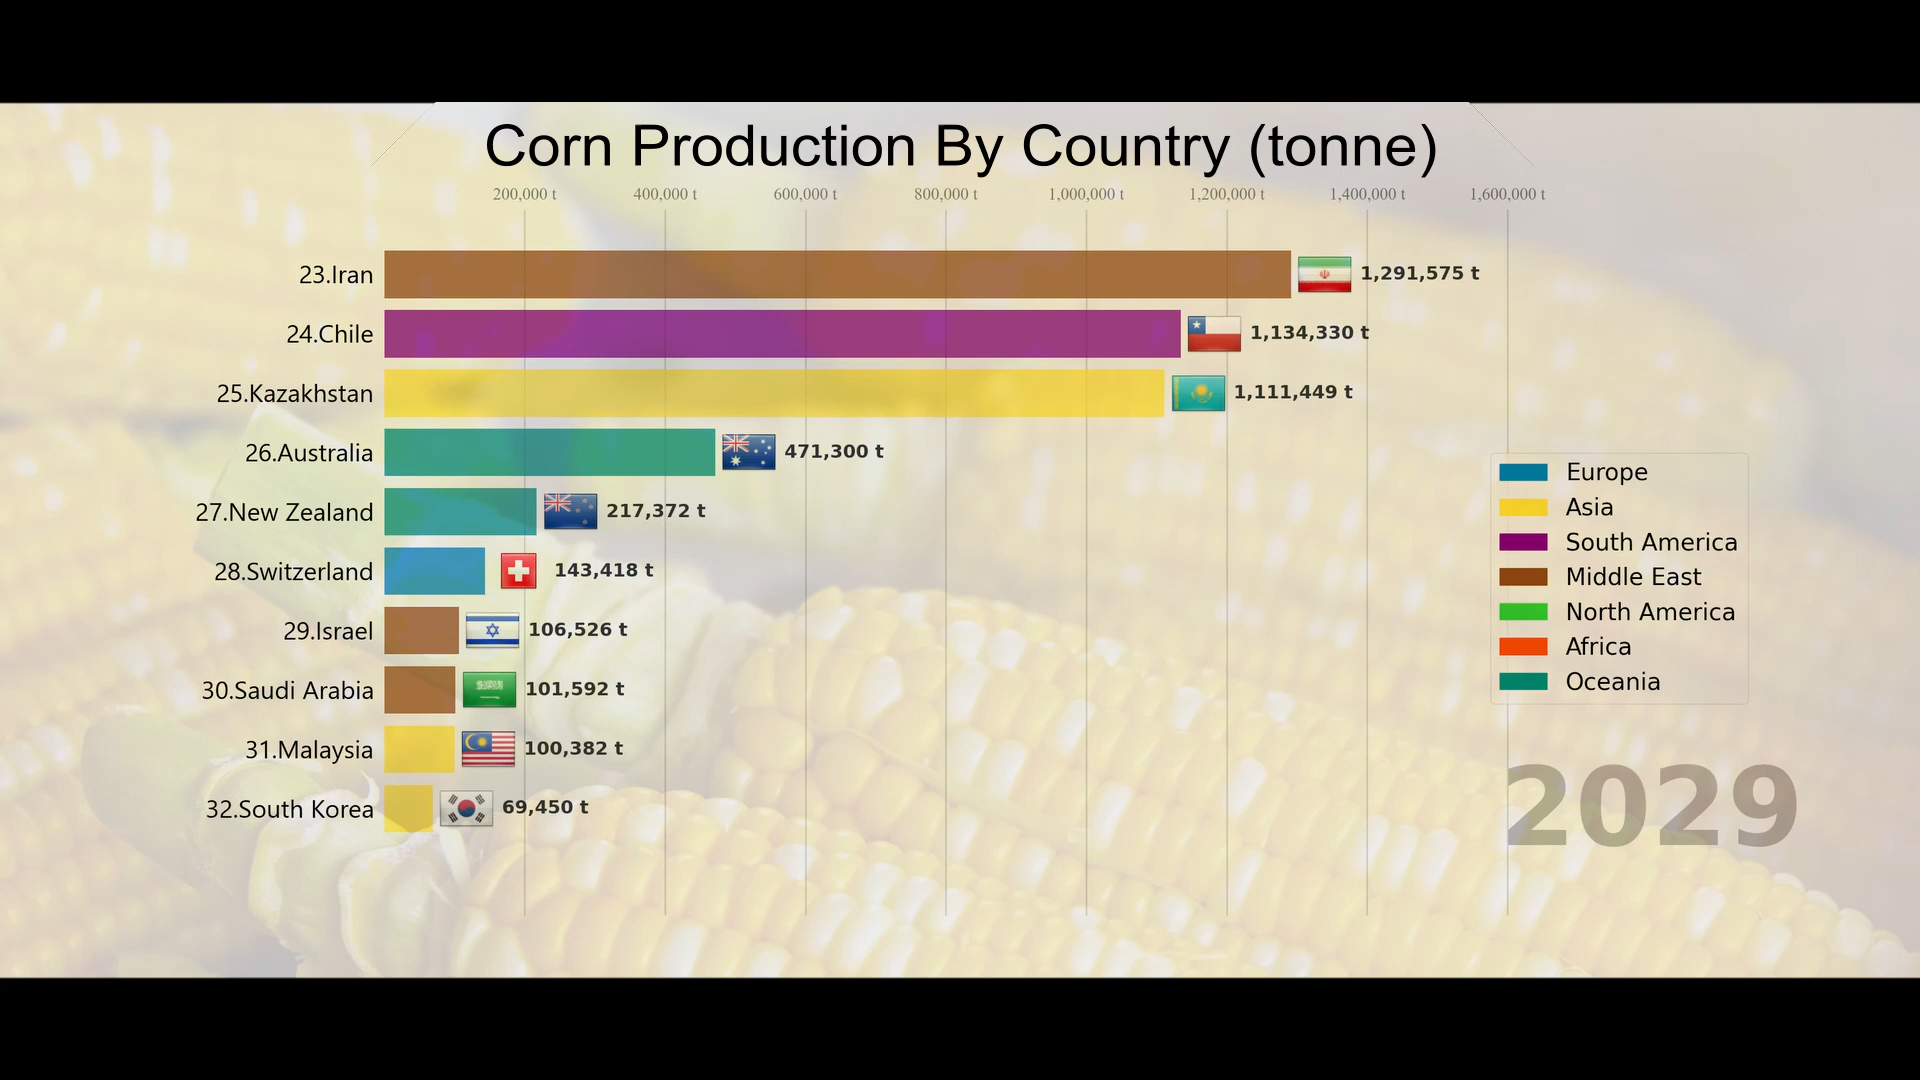 Corn Production By Country (tonne)
200,000 t 400,000 t 600,000 t 800,000 t 1,000,000 t 1,200,000 t 1,400,000 t 1,600,000 t
23.Iran 1,291,575 t
24.Chile 1,134,330 t
25.Kazakhstan 1,111,449 t
26.Australia 471,300 t
27.New Zealand 217,372 t
28.Switzerland 143,418 t
29.Israel 106,526 t
30.Saudi Arabia 101,592 t
31.Malaysia 100,382 t
32.South Korea 69,450 t
Europe
Asia
South America
Middle East
North America
Africa
Oceania
2029